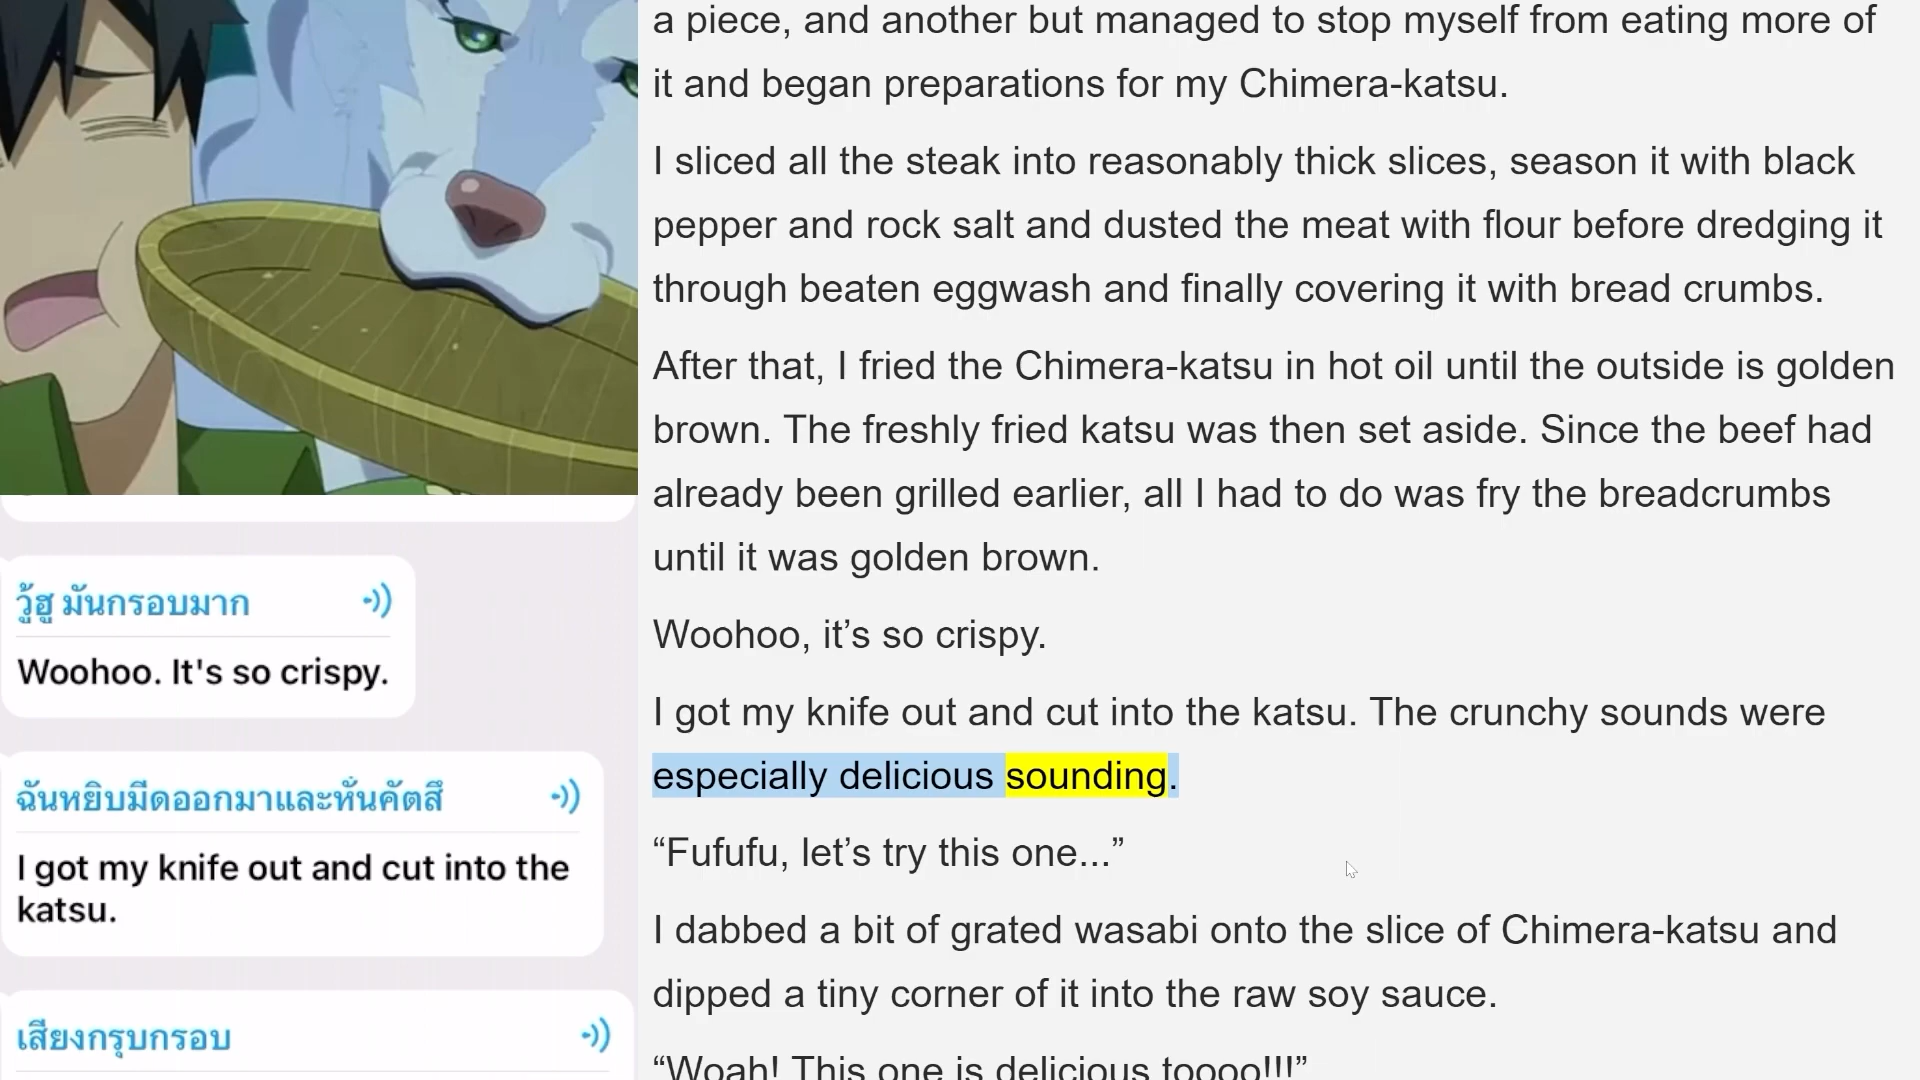 a piece, and another but managed to stop myself from eating more of
it and began preparations for my Chimera-katsu.
I sliced all the steak into reasonably thick slices, season it with black
pepper and rock salt and dusted the meat with flour before dredging it
through beaten eggwash and finally covering it with bread crumbs.
After that, I fried the Chimera-katsu in hot oil until the outside is golden
brown. The freshly fried katsu was then set aside. Since the beef had
already been grilled earlier, all I had to do was fry the breadcrumbs
until it was golden brown.
Woohoo, it’s so crispy.
I got my knife out and cut into the katsu. The crunchy sounds were
especially delicious sounding.
“Fufufu, let’s try this one...”
I dabbed a bit of grated wasabi onto the slice of Chimera-katsu and
dipped a tiny corner of it into the raw soy sauce.
“Woah! This one is delicious toooo!!!”
วู้ฮู มันกรอบมาก
Woohoo. It's so crispy.
ฉันหยิบมีดออกมาและหั่นคัตสึ
I got my knife out and cut into the
katsu.
เสียงกรุบกรอบ